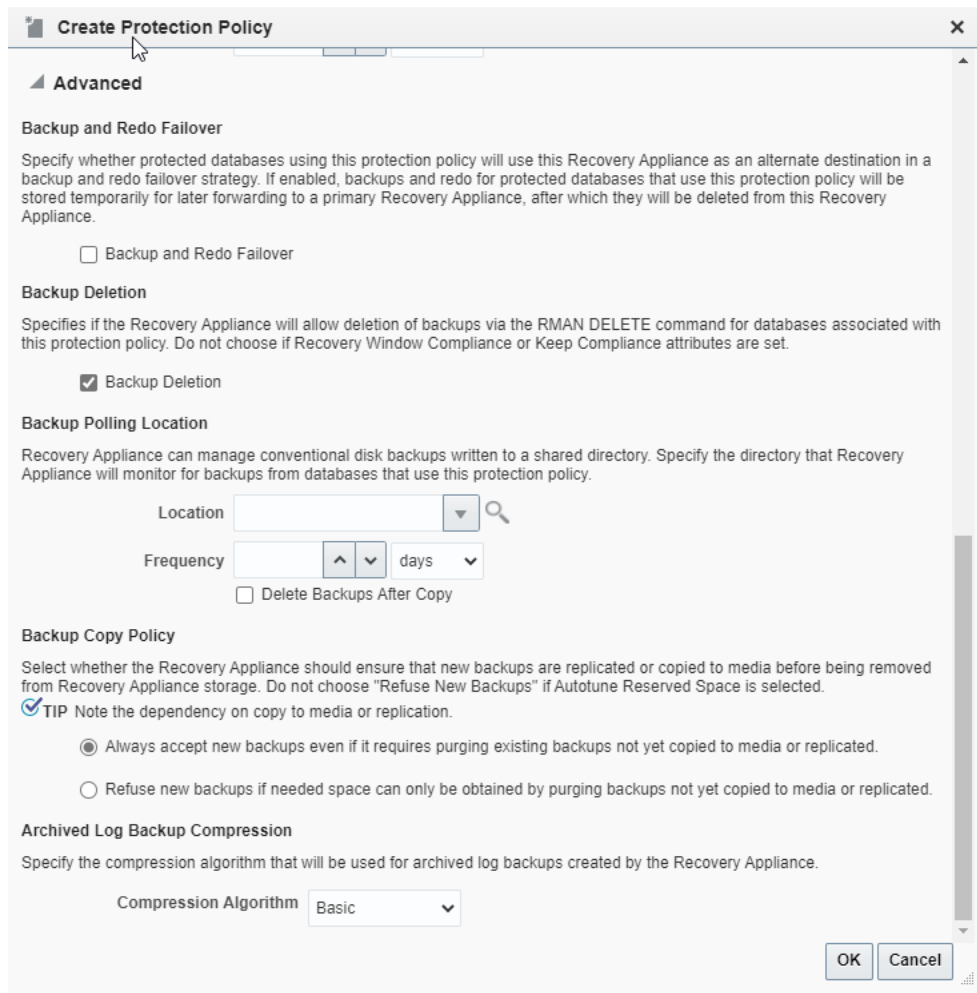 Create Protection Policy
Advanced
Backup and Redo Failover
Specify whether protected databases using this protection policy will use this Recovery Appliance as an alternate destination in a
backup and redo failover strategy. If enabled, backups and redo for protected databases that use this protection policy will be
stored temporarily for later forwarding to a primary Recovery Appliance, after which they will be deleted from this Recovery
Appliance.
Backup and Redo Failover
Backup Deletion
Specifies if the Recovery Appliance will allow deletion of backups via the RMAN DELETE command for databases associated with
this protection policy. Do not choose if Recovery Window Compliance or Keep Compliance attributes are set.
Backup Deletion
Backup Polling Location
Recovery Appliance can manage conventional disk backups written to a shared directory. Specify the directory that Recovery
Appliance will monitor for backups from databases that use this protection policy.
Location
Frequency days
Delete Backups After Copy
Backup Copy Policy
Select whether the Recovery Appliance should ensure that new backups are replicated or copied to media before being removed
from Recovery Appliance storage. Do not choose "Refuse New Backups" if Autotune Reserved Space is selected.
TIP Note the dependency on copy to media or replication.
Always accept new backups even if it requires purging existing backups not yet copied to media or replicated.
Refuse new backups if needed space can only be obtained by purging backups not yet copied to media or replicated.
Archived Log Backup Compression
Specify the compression algorithm that will be used for archived log backups created by the Recovery Appliance.
Compression Algorithm Basic
OK Cancel